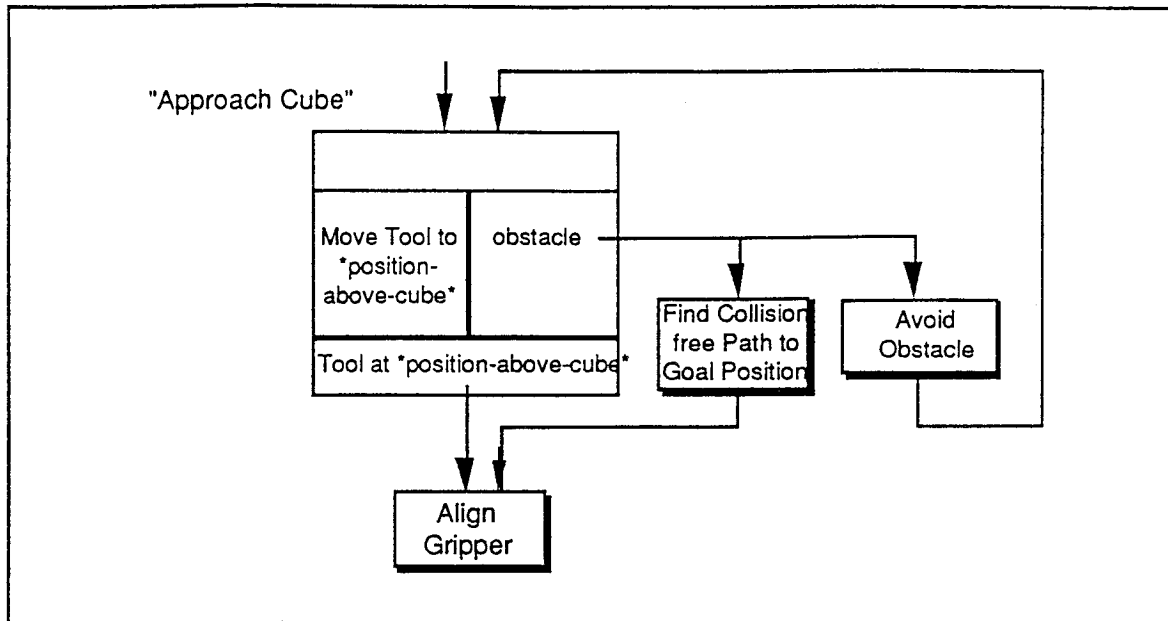 "Approach Cube"
Move Tool to
*position-
above-cube*
obstacle
Tool at *position-above-cube*
Find Collision
free Path to
Goal Position
Avoid
Obstacle
Align
Gripper